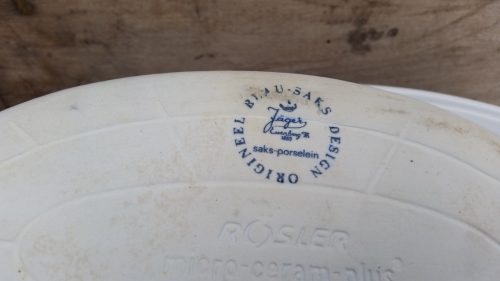 ORIGINEEL BLAU-SAKS DESIGN
Jäger
saks-porselein
RÖSLER
micro-ceram-plus®